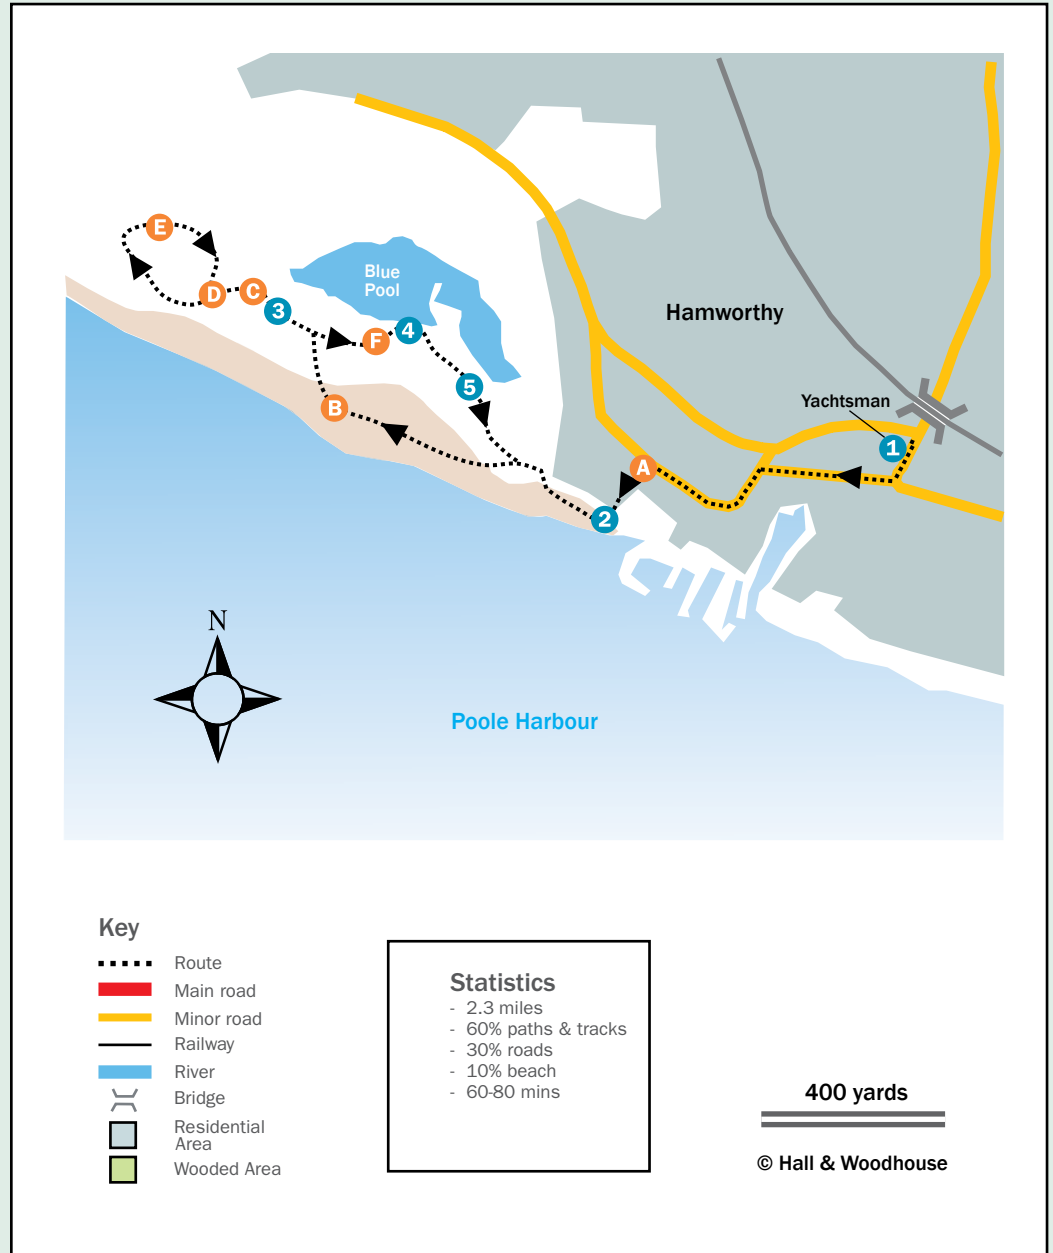 E
D
C
3
Blue
Pool
F
4
5
B
Hamworthy
Yachtsman
1
A
2
N
Poole Harbour
Key
Route
Main road
Minor road
Railway
River
Bridge
Residential
Area
Wooded Area
Statistics
- 2.3 miles
- 60% paths & tracks
- 30% roads
- 10% beach
- 60-80 mins
400 yards
© Hall & Woodhouse